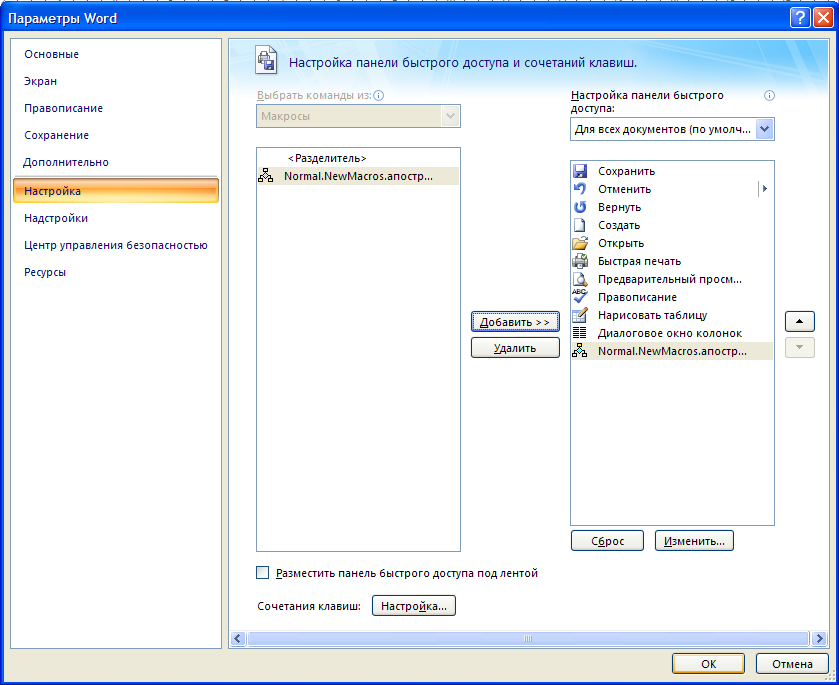 Параметры Word
Основные
Экран
Правописание
Сохранение
Дополнительно
Настройка
Надстройки
Центр управления безопасностью
Ресурсы
Настройка панели быстрого доступа и сочетаний клавиш.
Выбрать команды из:
Макросы
<Разделитель>
Normal.NewMacros.апостр...
Добавить >>
Удалить
Настройка панели быстрого
доступа:
Для всех документов (по умолч...
Сохранить
Отменить
Вернуть
Создать
Открыть
Быстрая печать
Предварительный просм...
ABC
Правописание
Нарисовать таблицу
Диалоговое окно колонок
Normal.NewMacros.апостр...
Сброс
Изменить...
Разместить панель быстрого доступа под лентой
Сочетания клавиш:
Настройка...
ОК
Отмена